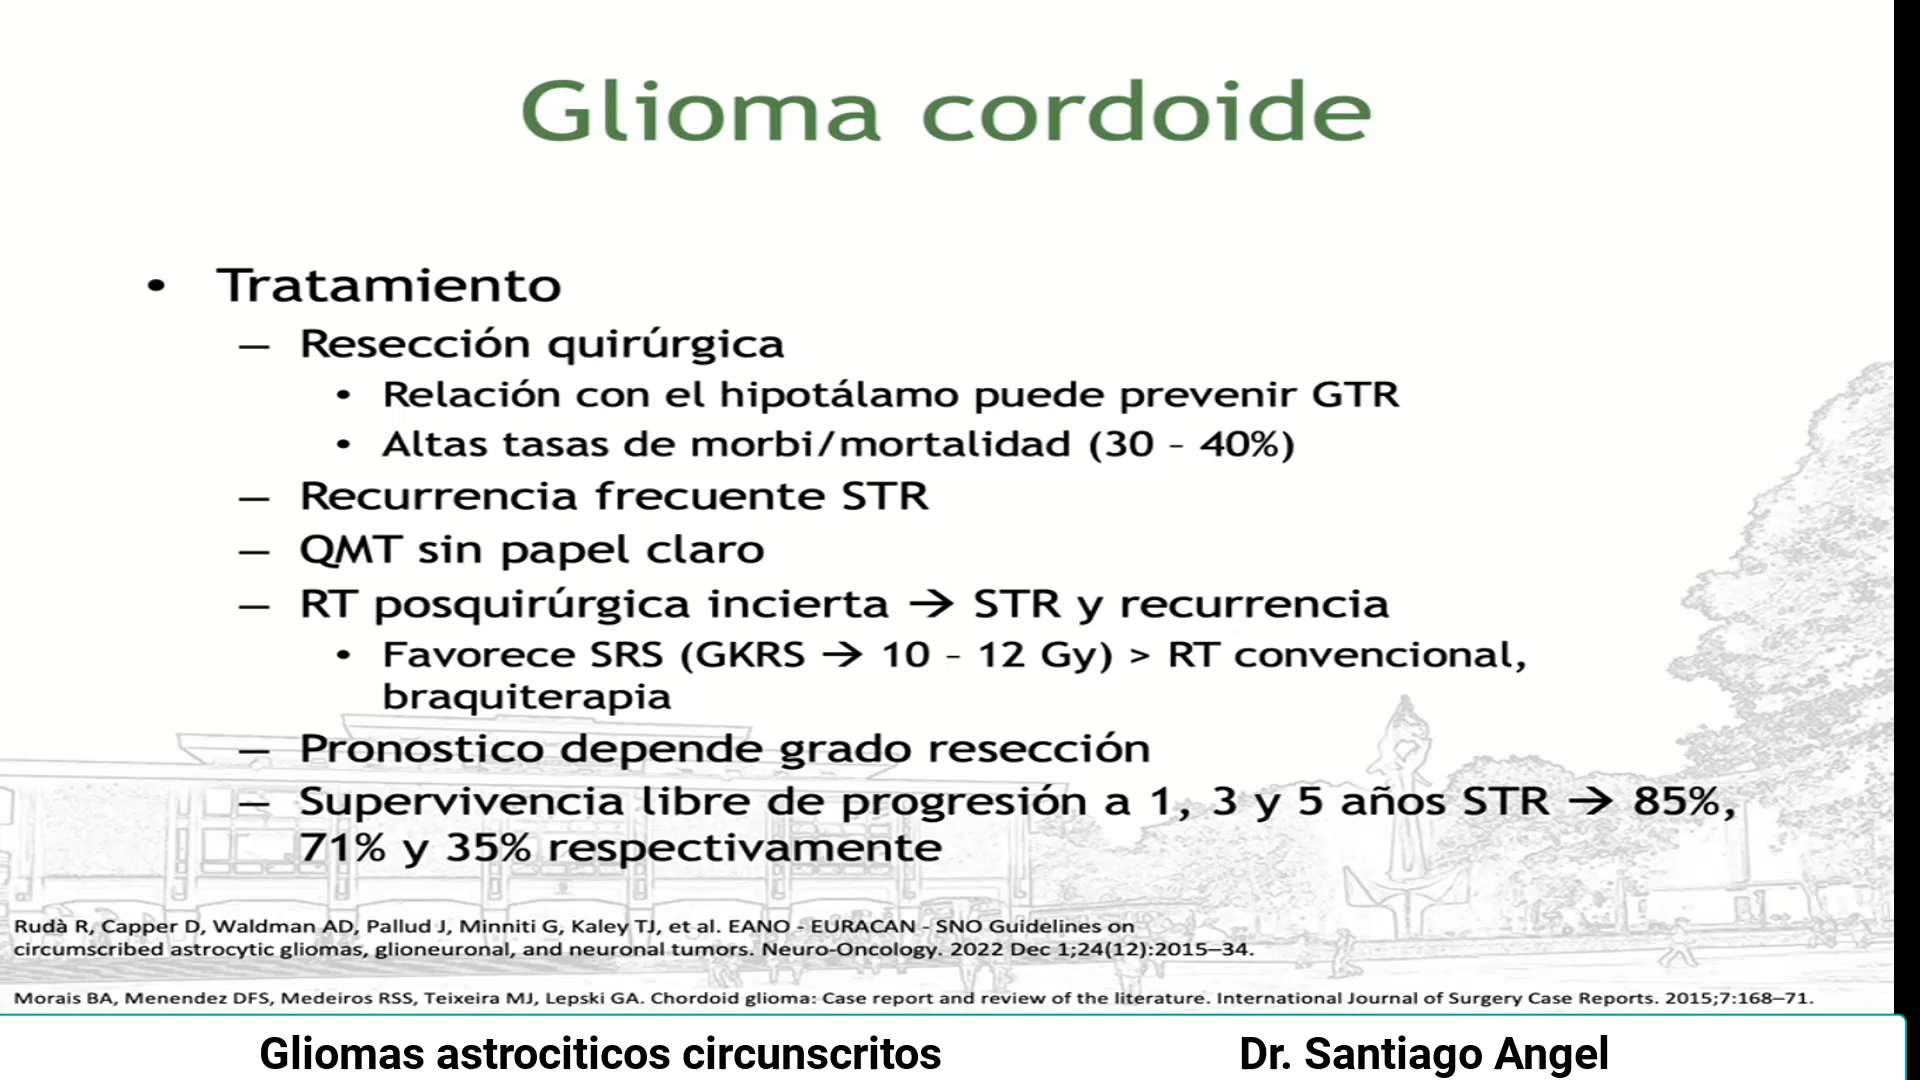 Glioma cordoide
• Tratamiento
– Resección quirúrgica
• Relación con el hipotálamo puede prevenir GTR
• Altas tasas de morbi/mortalidad (30 – 40%)
– Recurrencia frecuente STR
– QMT sin papel claro
– RT posquirúrgica incierta → STR y recurrencia
• Favorece SRS (GKRS → 10 – 12 Gy) > RT convencional,
braquiterapia
– Pronostico depende grado resección
– Supervivencia libre de progresión a 1, 3 y 5 años STR → 85%,
71% y 35% respectivamente
Rudà R, Capper D, Waldman AD, Pallud J, Minniti G, Kaley TJ, et al. EANO - EURACAN - SNO Guidelines on
circumscribed astrocytic gliomas, glioneuronal, and neuronal tumors. Neuro-Oncology. 2022 Dec 1;24(12):2015–34.
Morais BA, Menendez DFS, Medeiros RSS, Teixeira MJ, Lepski GA. Chordoid glioma: Case report and review of the literature. International Journal of Surgery Case Reports. 2015;7:168–71.
Gliomas astrociticos circunscritos
Dr. Santiago Angel